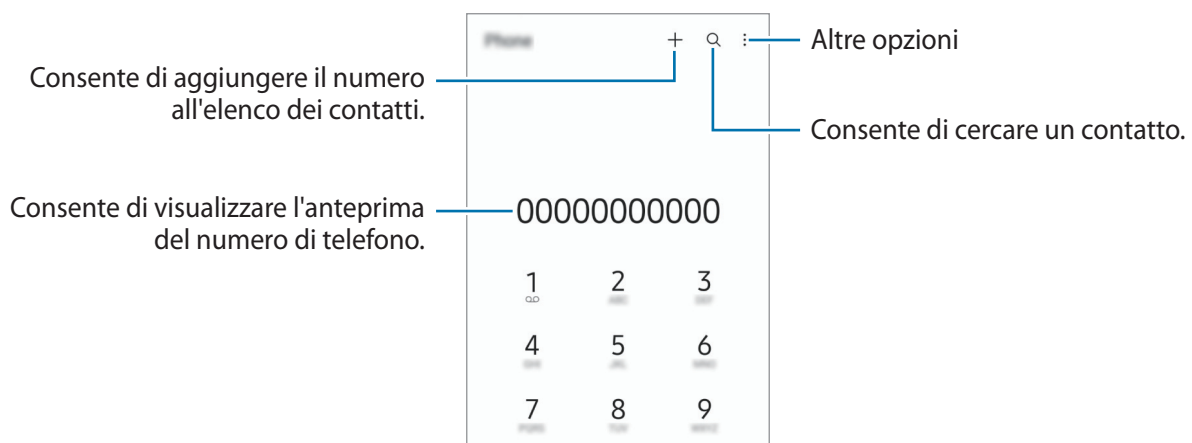 Phone
Altre opzioni
Consente di aggiungere il numero
all'elenco dei contatti.
Consente di cercare un contatto.
Consente di visualizzare l'anteprima
del numero di telefono.
00000000000
1 2 3
ABC DEF
4 5 6
GHI JKL MNO
7 8 9
PQRS TUV WXYZ